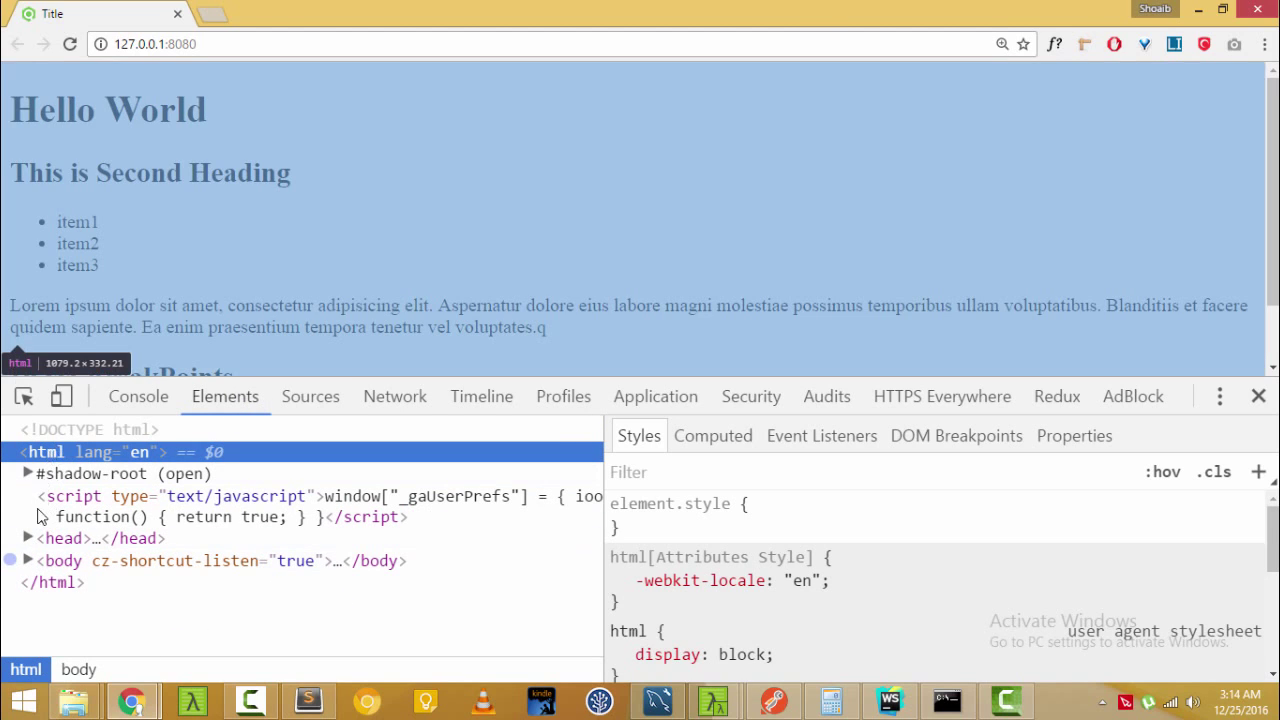 Title
Shoaib
127.0.0.1:8080
f?
Hello World
This is Second Heading
item1
item2
item3
Lorem ipsum dolor sit amet, consectetur adipisicing elit. Aspernatur dolore eius labore magni molestiae possimus temporibus ullam voluptatibus. Blanditiis et facere
quidem sapiente. Ea enim praesentium tempora tenetur vel voluptates.q
html 1079.2×332.21
Console Elements Sources Network Timeline Profiles Application Security Audits HTTPS Everywhere Redux AdBlock
<!DOCTYPE html>
<html lang="en"> == $0
#shadow-root (open)
<script type="text/javascript">window["_gaUserPrefs"] = { ioo
function() { return true; } }</script>
<head>…</head>
<body cz-shortcut-listen="true">…</body>
</html>
html body
Styles Computed Event Listeners DOM Breakpoints Properties
Filter :hov .cls +
element.style {
}
html[Attributes Style] {
-webkit-locale: "en";
}
html { user agent stylesheet
display: block;
}
Activate Windows
Go to PC settings to activate Windows.
kindle
WS
3:14 AM
12/25/2016